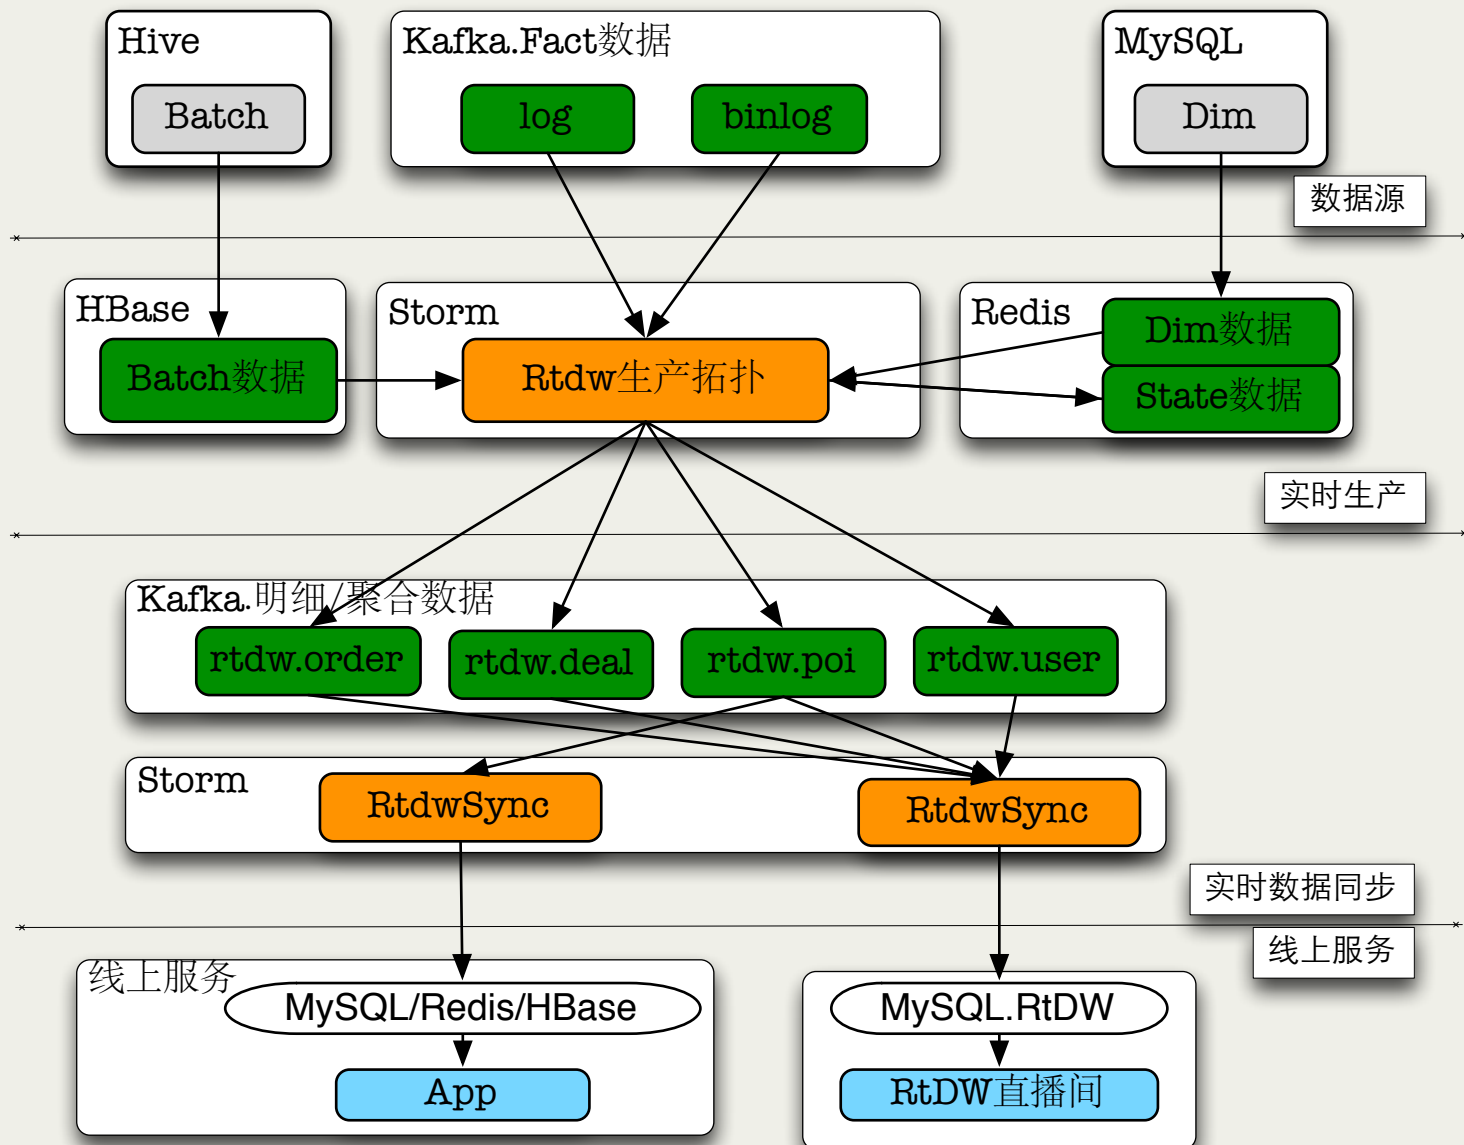 Hive
Kafka.Fact数据
MySQL
Batch
log
binlog
Dim
数据源
HBase
Storm
Redis
Dim数据
Batch数据
Rtdw生产拓扑
State数据
实时生产
Kafka.明细/聚合数据
rtdw.order
rtdw.deal
rtdw.poi
rtdw.user
Storm
RtdwSync
RtdwSync
实时数据同步
线上服务
线上服务
MySQL/Redis/HBase
MySQL.RtDW
App
RtDW直播间